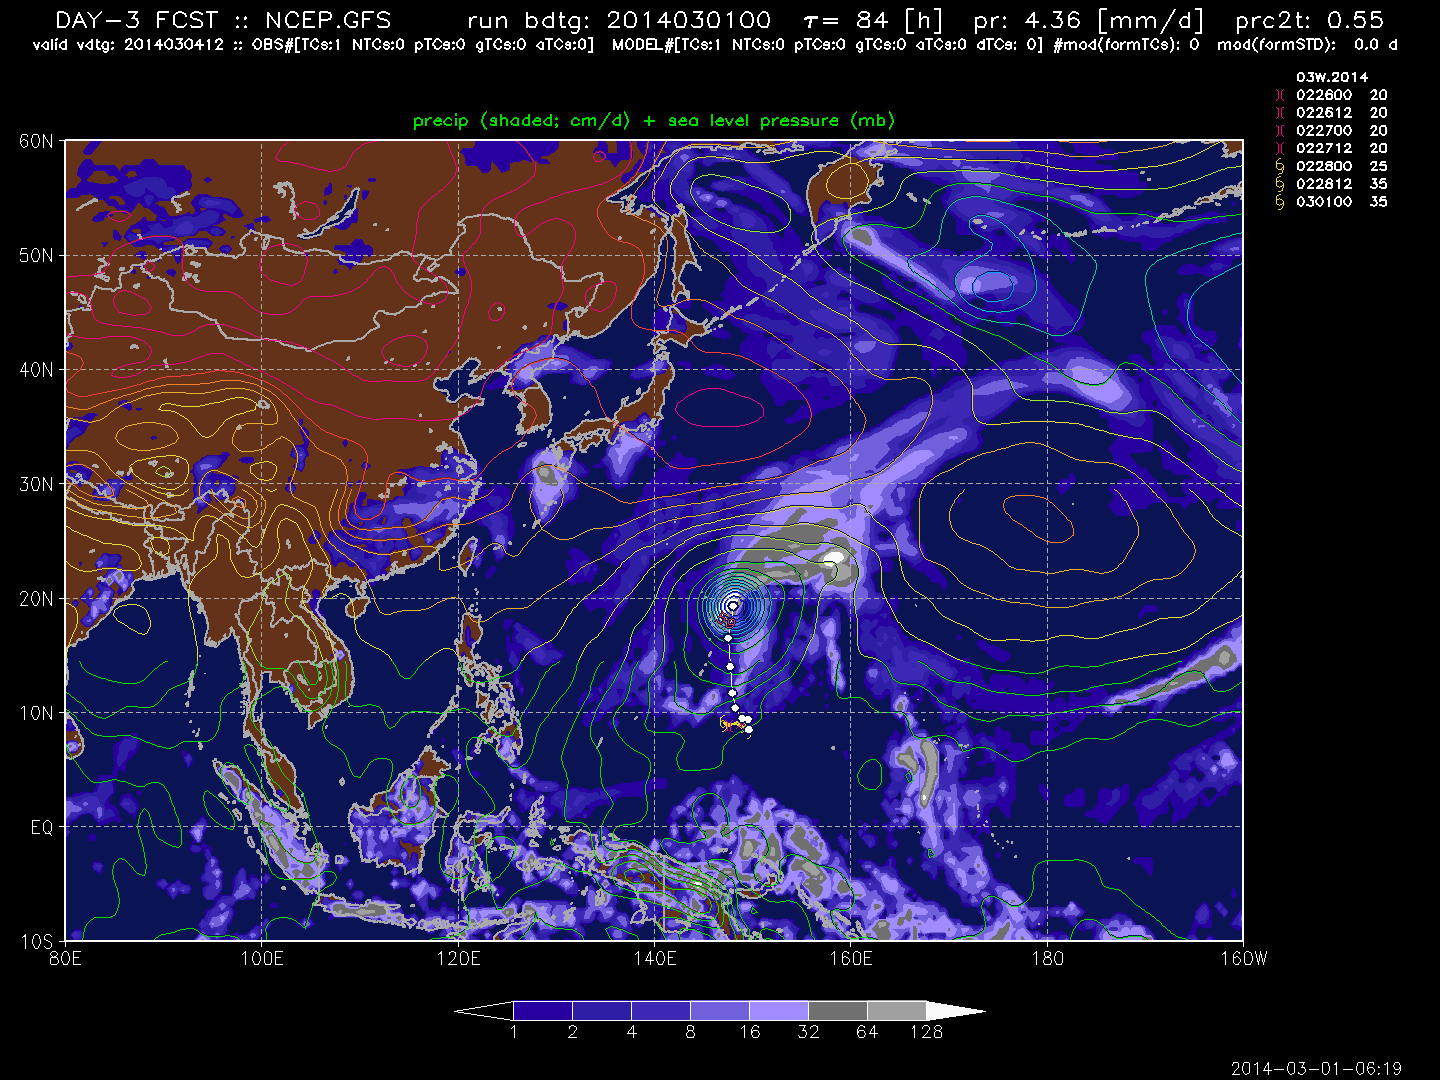 DAY-3 FCST :: NCEP.GFS run bdtg: 2014030100 τ= 84 [h] pr: 4.36 [mm/d] prc2t: 0.55
valid vdtg: 2014030412 :: OBS#[TCs:1 NTCs:0 pTCs:0 gTCs:0 aTCs:0] MODEL#[TCs:1 NTCs:0 pTCs:0 gTCs:0 aTCs:0 dTCs: 0] #mod(formTCs): 0 mod(formSTD): 0.0 d
03W.2014
022600 20
022612 20
022700 20
022712 20
022800 25
022812 35
030100 35
precip (shaded; cm/d) + sea level pressure (mb)
60N
50N
40N
30N
20N
10N
EQ
10S
80E 100E 120E 140E 160E 180 160W
1 2 4 8 16 32 64 128
2014-03-01-06:19